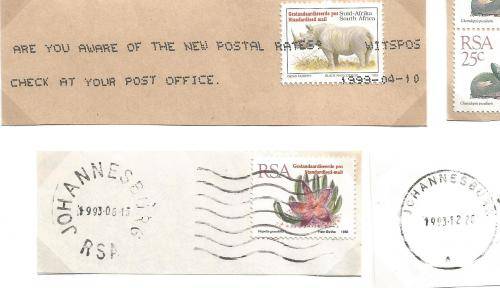 Gestandaardiseerde pos
Standardised mail
Suid-Afrika
South Africa
ARE YOU AWARE OF THE NEW POSTAL RATES? WITSPOS
CHECK AT YOUR POST OFFICE. 1993-04-10
RSA
25c
JOHANNESBURG
1993-06-15
RSA
RSA
Gestandaardiseerde pos
Standardised mail
JOHANNESBURG
1993-12-20
A